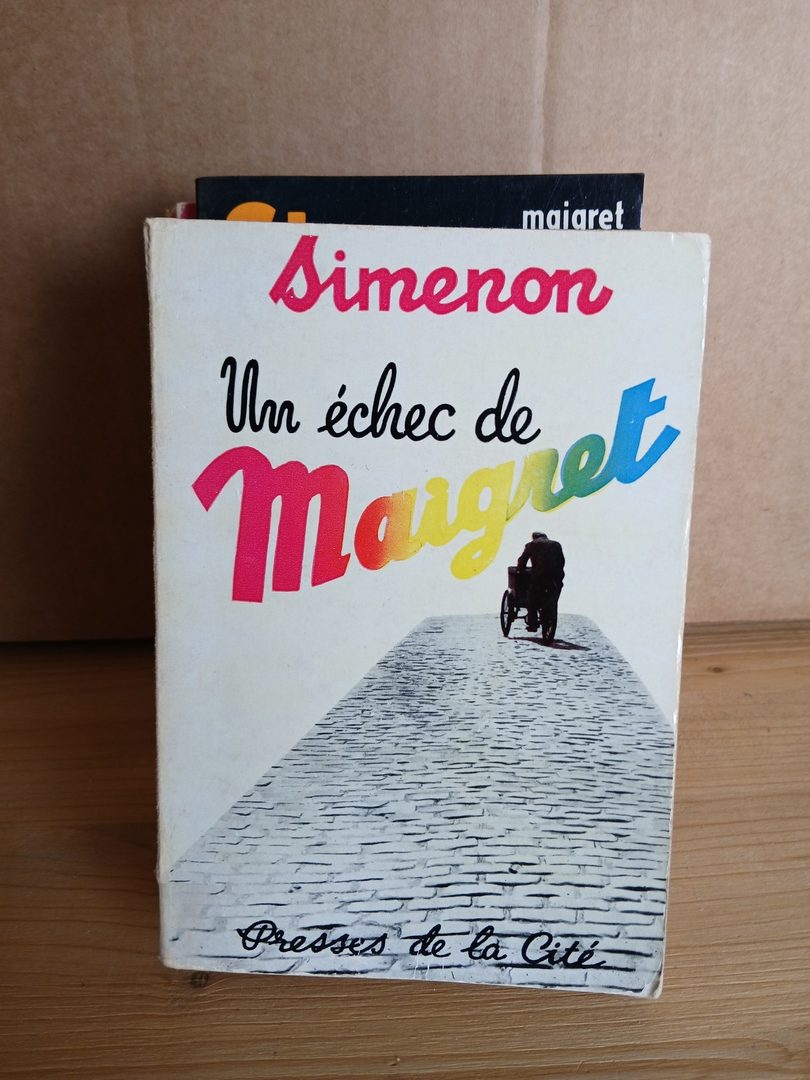 maigret
Simenon
Un échec de
Maigret
Presses de la Cité